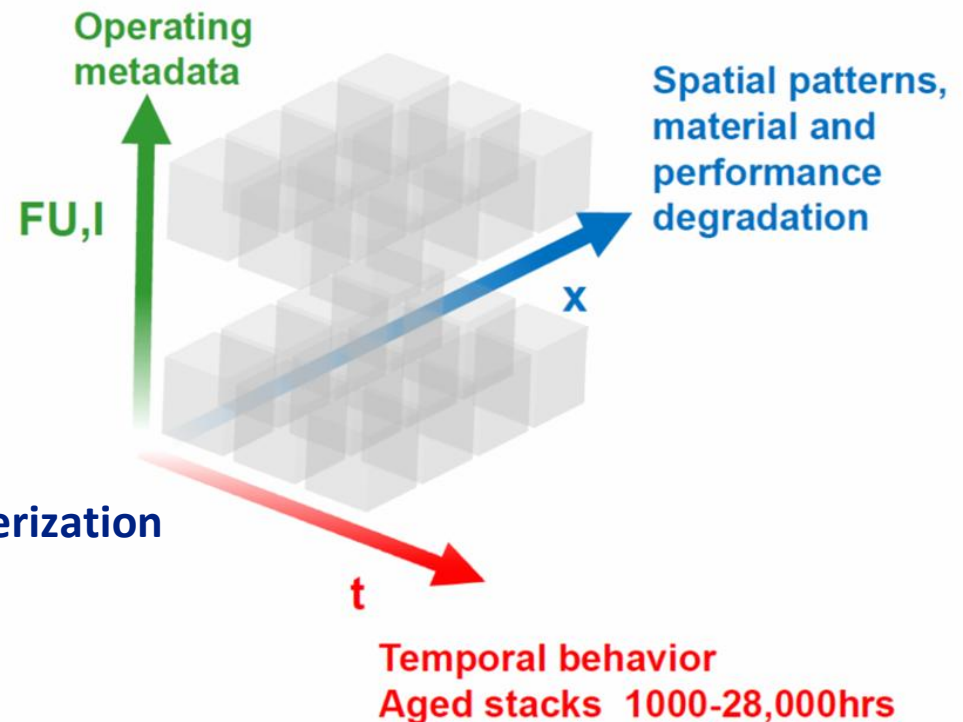 Operating
metadata
Spatial patterns,
material and
performance
degradation
FU,I
x
erization
t
Temporal behavior
Aged stacks 1000-28,000hrs